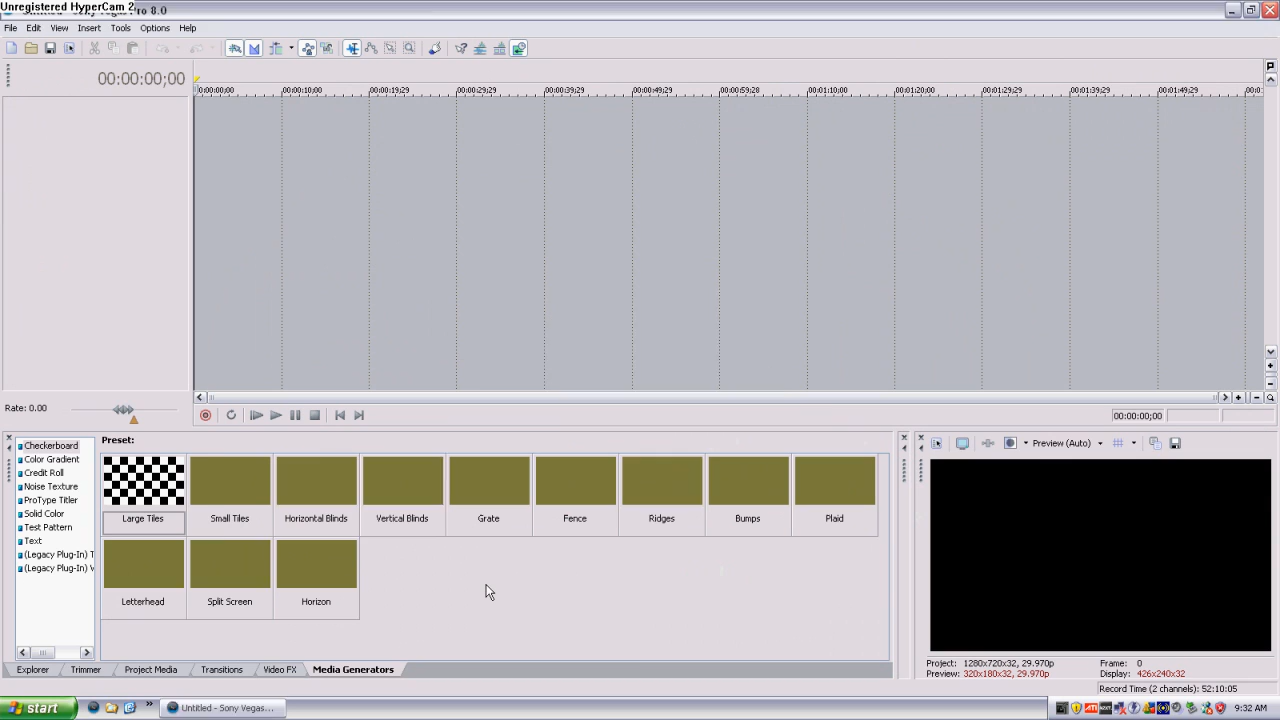 Unregistered HyperCam 2
Untitled - Sony Vegas Pro 8.0
File Edit View Insert Tools Options Help
00:00:00;00
00:00:00;00 00:00:10;00 00:00:19;29 00:00:29;29 00:00:39;29 00:00:49;29 00:00:59;28 00:01:10;00 00:01:20;00 00:01:29;29 00:01:39;29 00:01:49;29
Rate: 0.00
00:00:00;00
Preset:
Preview (Auto)
Checkerboard
Color Gradient
Credit Roll
Noise Texture
ProType Titler
Solid Color
Test Pattern
Text
(Legacy Plug-In) T
(Legacy Plug-In) V
Large Tiles Small Tiles Horizontal Blinds Vertical Blinds Grate Fence Ridges Bumps Plaid
Letterhead Split Screen Horizon
Explorer Trimmer Project Media Transitions Video FX Media Generators
Project: 1280x720x32, 29.970p Frame: 0
Preview: 320x180x32, 29.970p Display: 426x240x32
Record Time (2 channels): 52:10:05
start Untitled - Sony Vegas... 9:32 AM